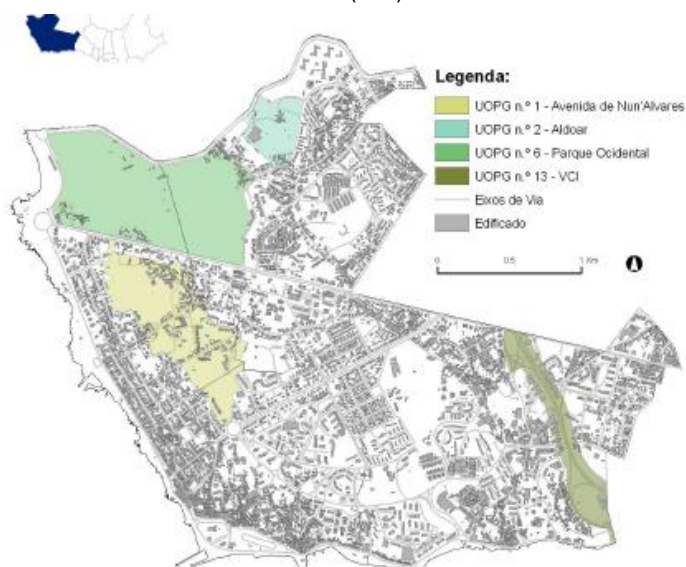 Legenda:
UOPG n.º 1 - Avenida de Nun'Alvares
UOPG n.º 2 - Aldoar
UOPG n.º 6 - Parque Ocidental
UOPG n.º 13 - VCI
Eixos de Via
Edificado
0 0.5 1 Km